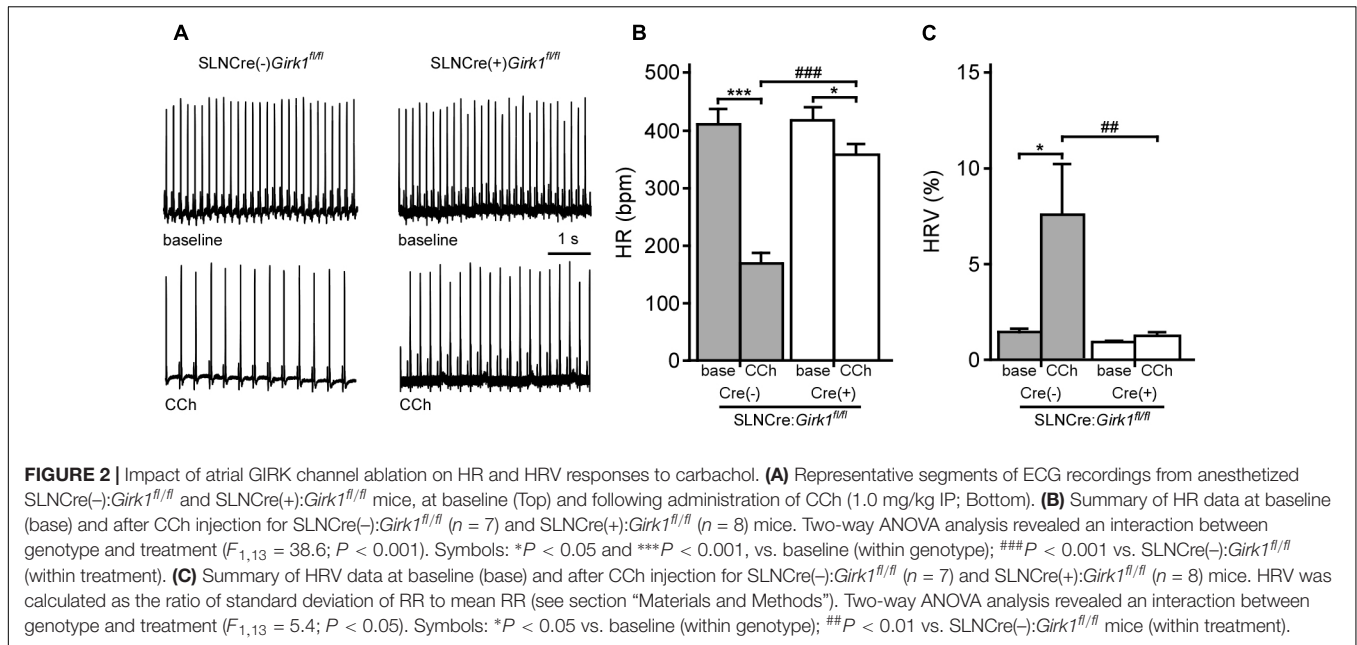 A
SLNCre(-)Girk1fl/fl
SLNCre(+)Girk1fl/fl
baseline
baseline
1 s
CCh
CCh
B
HR (bpm)
500
400
300
200
100
0
***
###
*
base CCh base CCh
Cre(-) Cre(+)
SLNCre:Girk1fl/fl
C
HRV (%)
15
10
5
0
*
##
base CCh base CCh
Cre(-) Cre(+)
SLNCre:Girk1fl/fl
FIGURE 2 | Impact of atrial GIRK channel ablation on HR and HRV responses to carbachol. (A) Representative segments of ECG recordings from anesthetized
SLNCre(–):Girk1fl/fl and SLNCre(+):Girk1fl/fl mice, at baseline (Top) and following administration of CCh (1.0 mg/kg IP; Bottom). (B) Summary of HR data at baseline
(base) and after CCh injection for SLNCre(–):Girk1fl/fl (n = 7) and SLNCre(+):Girk1fl/fl (n = 8) mice. Two-way ANOVA analysis revealed an interaction between
genotype and treatment (F1,13 = 38.6; P < 0.001). Symbols: *P < 0.05 and ***P < 0.001, vs. baseline (within genotype); ###P < 0.001 vs. SLNCre(–):Girk1fl/fl
(within treatment). (C) Summary of HRV data at baseline (base) and after CCh injection for SLNCre(–):Girk1fl/fl (n = 7) and SLNCre(+):Girk1fl/fl (n = 8) mice. HRV was
calculated as the ratio of standard deviation of RR to mean RR (see section “Materials and Methods”). Two-way ANOVA analysis revealed an interaction between
genotype and treatment (F1,13 = 5.4; P < 0.05). Symbols: *P < 0.05 vs. baseline (within genotype); ##P < 0.01 vs. SLNCre(–):Girk1fl/fl mice (within treatment).